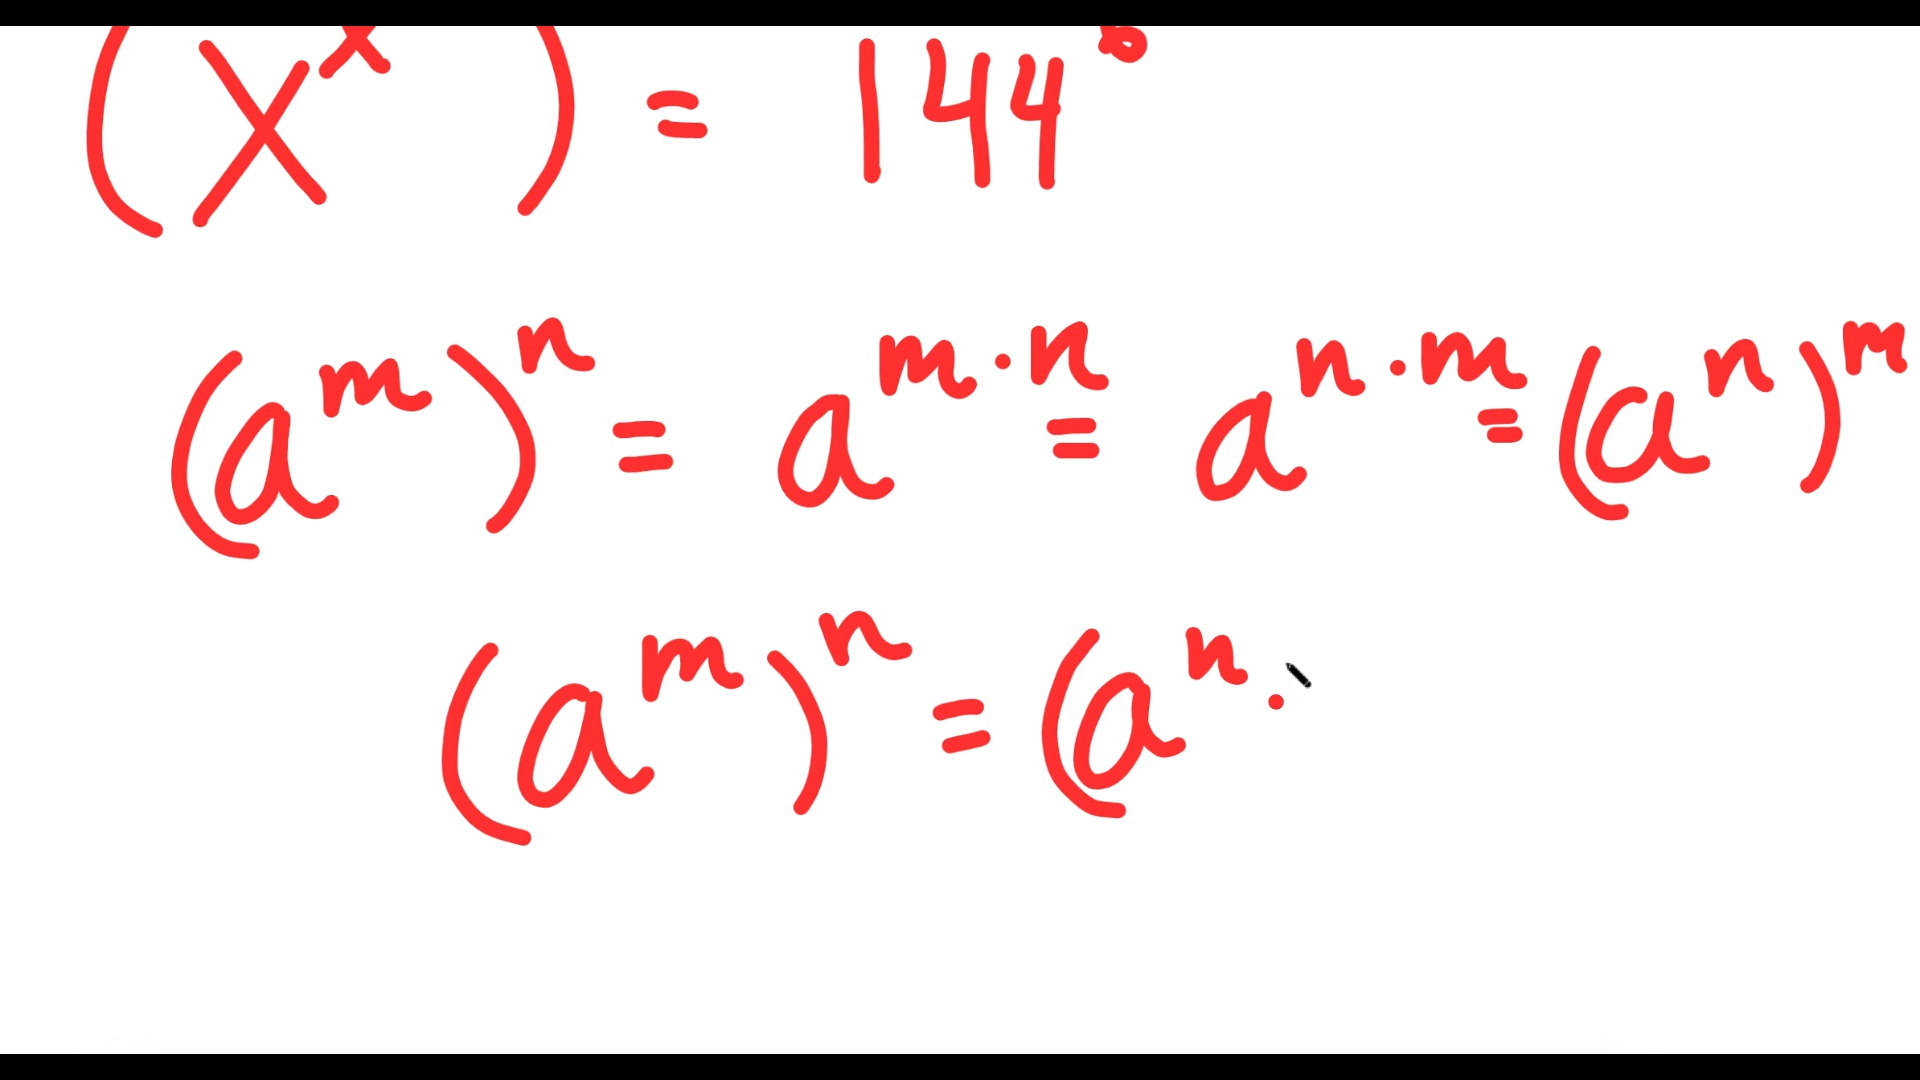 (x^x) = 144
(a^m)^n = a^{m·n} = a^{n·m} = (a^n)^m
(a^m)^n = (a^n ·